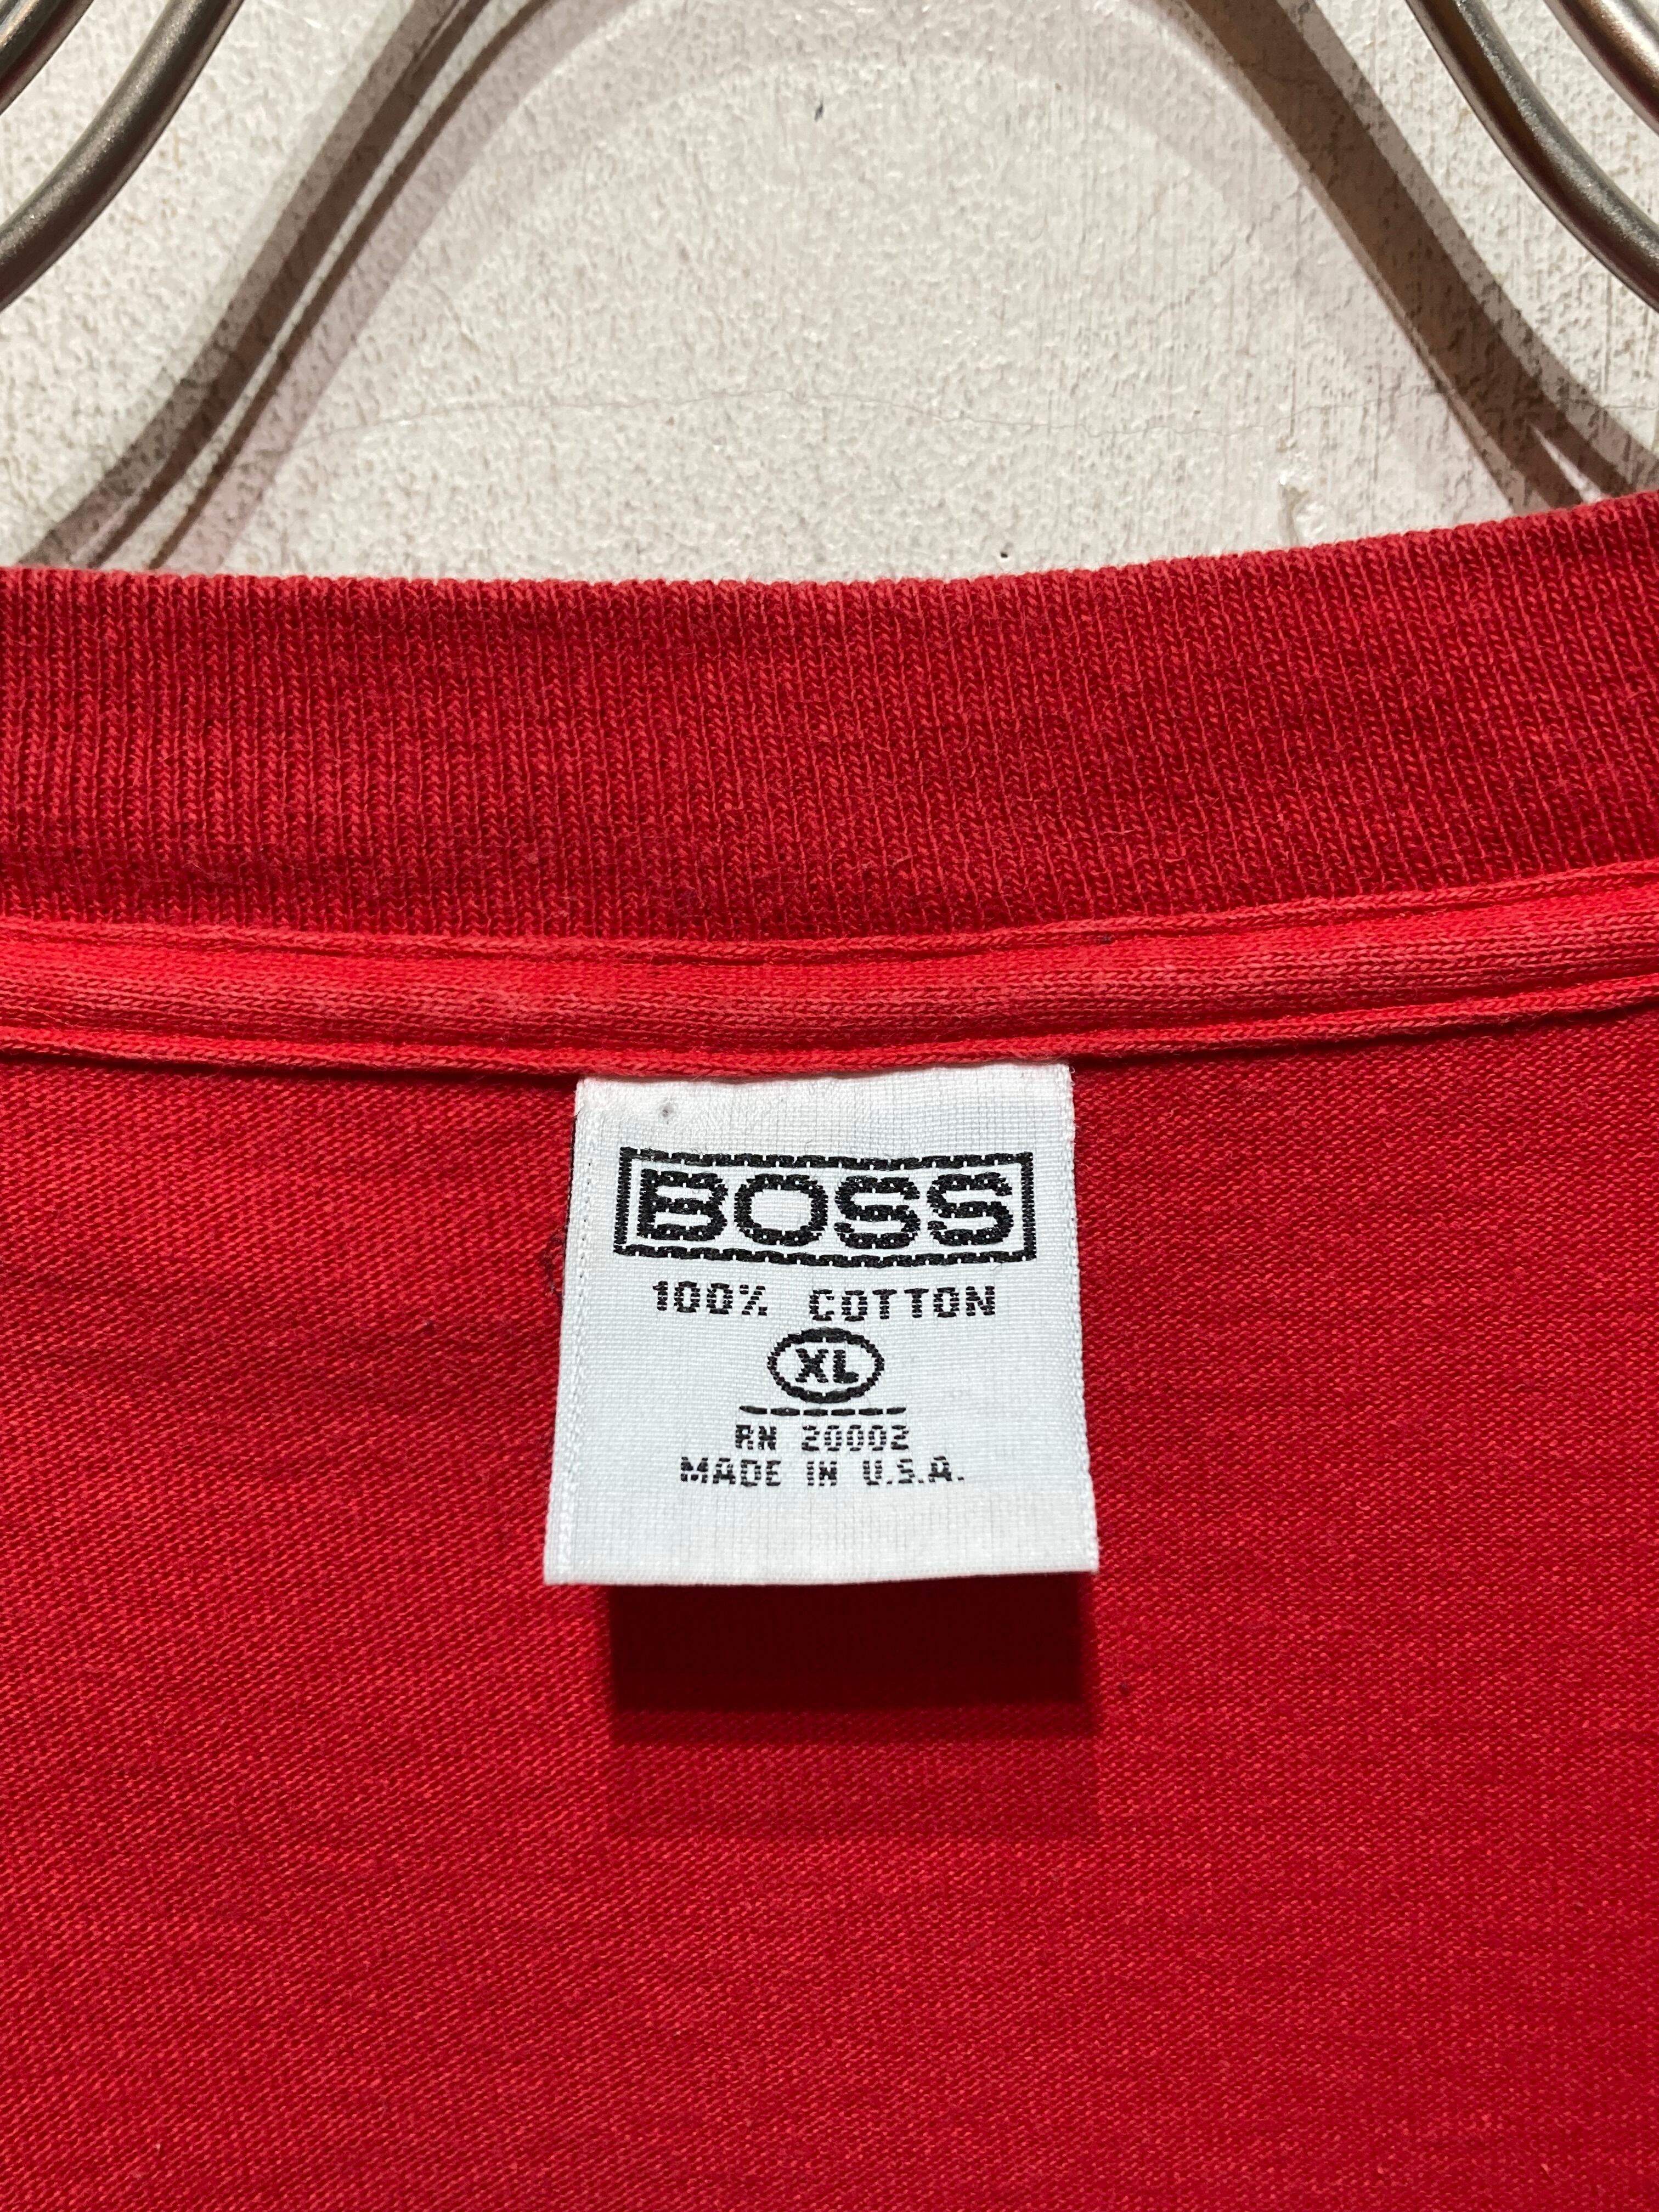 BOSS
100% COTTON
XL
RN 20002
MADE IN U.S.A.